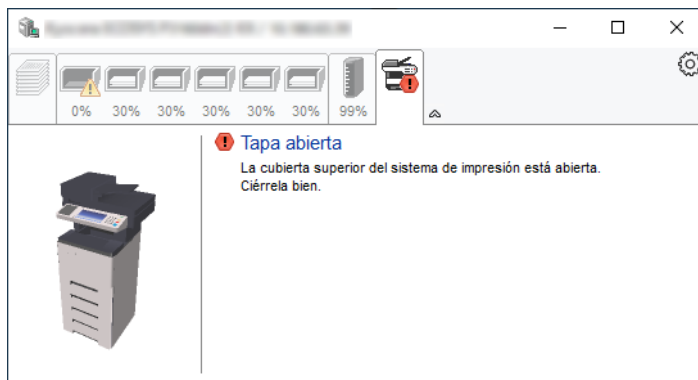 0% 30% 30% 30% 30% 30% 99%
Tapa abierta
La cubierta superior del sistema de impresión está abierta.
Ciérrela bien.